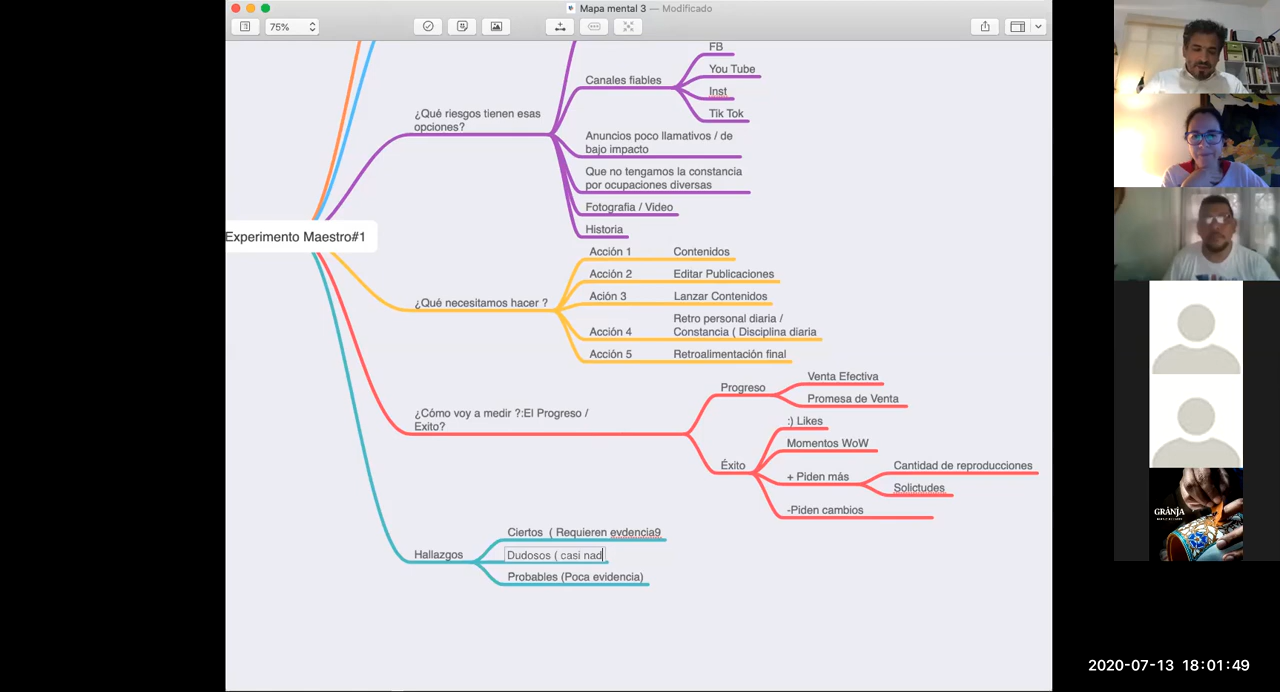 Mapa mental 3 — Modificado
75%
FB
You Tube
Inst
Tik Tok
Canales fiables
¿Qué riesgos tienen esas
opciones?
Anuncios poco llamativos / de
bajo impacto
Que no tengamos la constancia
por ocupaciones diversas
Fotografia / Video
Historia
Experimento Maestro#1
¿Qué necesitamos hacer ?
Acción 1 Contenidos
Acción 2 Editar Publicaciones
Ación 3 Lanzar Contenidos
Retro personal diaria /
Acción 4 Constancia ( Disciplina diaria
Acción 5 Retroalimentación final
¿Cómo voy a medir ?:El Progreso /
Exito?
Progreso
Venta Efectiva
Promesa de Venta
Éxito
:) Likes
Momentos WoW
+ Piden más
Cantidad de reproducciones
Solictudes
-Piden cambios
Hallazgos
Ciertos ( Requieren evdencia9
Dudosos ( casi nad
Probables (Poca evidencia)
GRANJA
2020-07-13 18:01:49